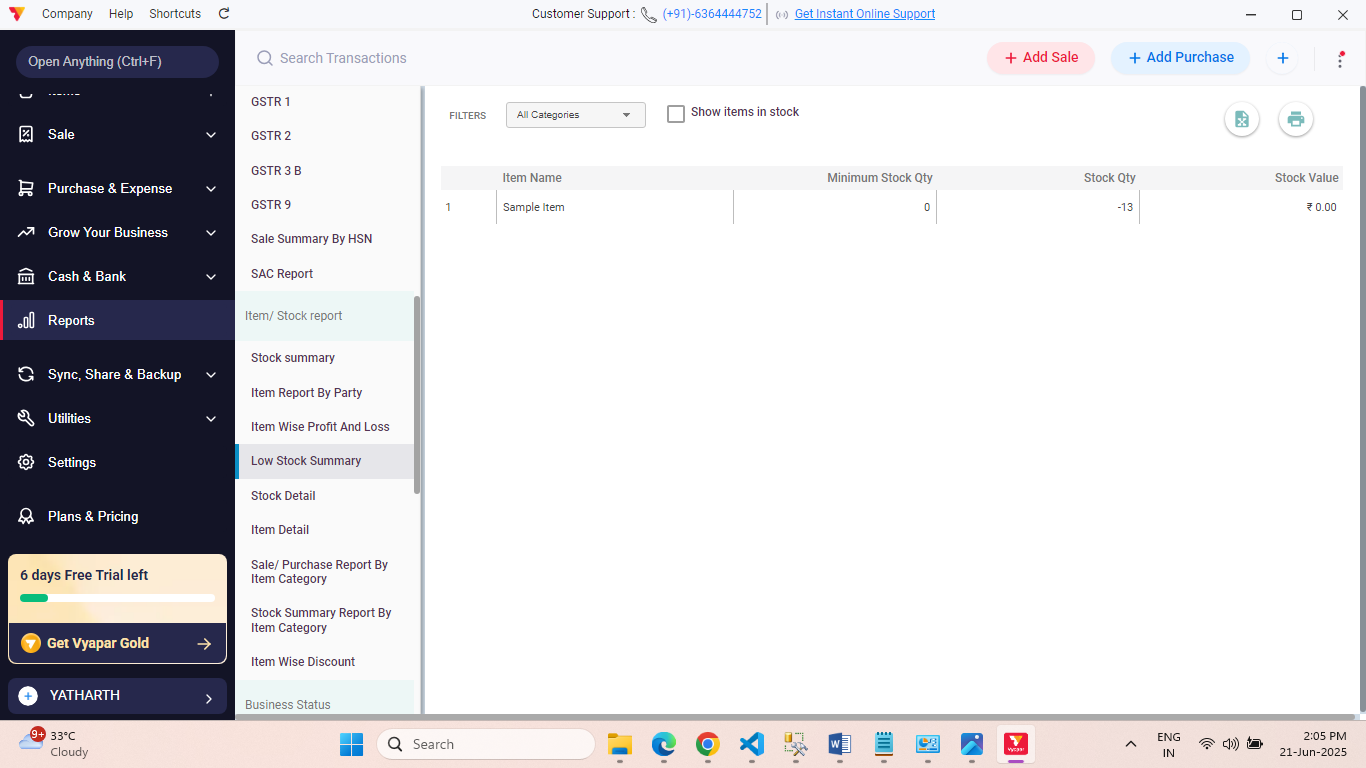 Company Help Shortcuts
Customer Support : (+91)-6364444752 Get Instant Online Support
Open Anything (Ctrl+F)
Search Transactions
Add Sale
Add Purchase
Items
Sale
Purchase & Expense
Grow Your Business
Cash & Bank
Reports
Sync, Share & Backup
Utilities
Settings
Plans & Pricing
6 days Free Trial left
Get Vyapar Gold
YATHARTH
GSTR 1
GSTR 2
GSTR 3 B
GSTR 9
Sale Summary By HSN
SAC Report
Item/ Stock report
Stock summary
Item Report By Party
Item Wise Profit And Loss
Low Stock Summary
Stock Detail
Item Detail
Sale/ Purchase Report By
Item Category
Stock Summary Report By
Item Category
Item Wise Discount
Business Status
FILTERS All Categories Show items in stock
Item Name Minimum Stock Qty Stock Qty Stock Value
1 Sample Item 0 -13 ₹ 0.00
9+
33°C
Cloudy
Search
Vyapar
ENG
IN
2:05 PM
21-Jun-2025